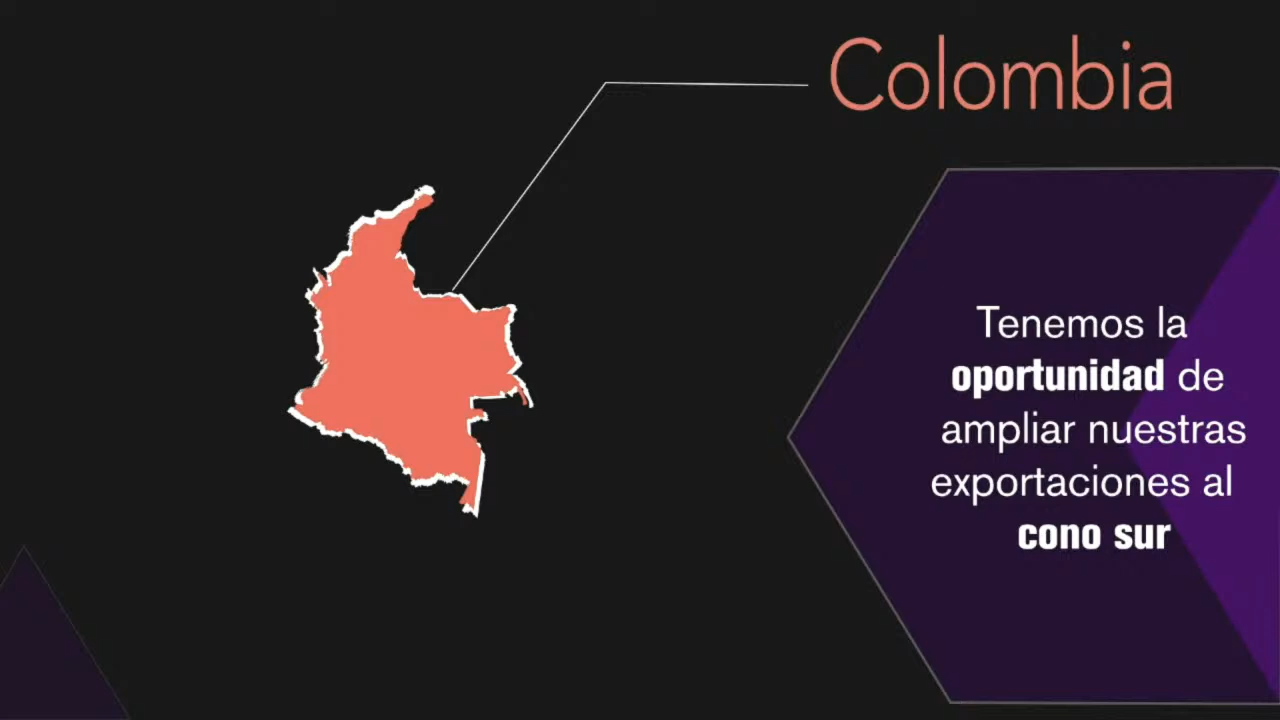 Colombia
Tenemos la
oportunidad de
ampliar nuestras
exportaciones al
cono sur